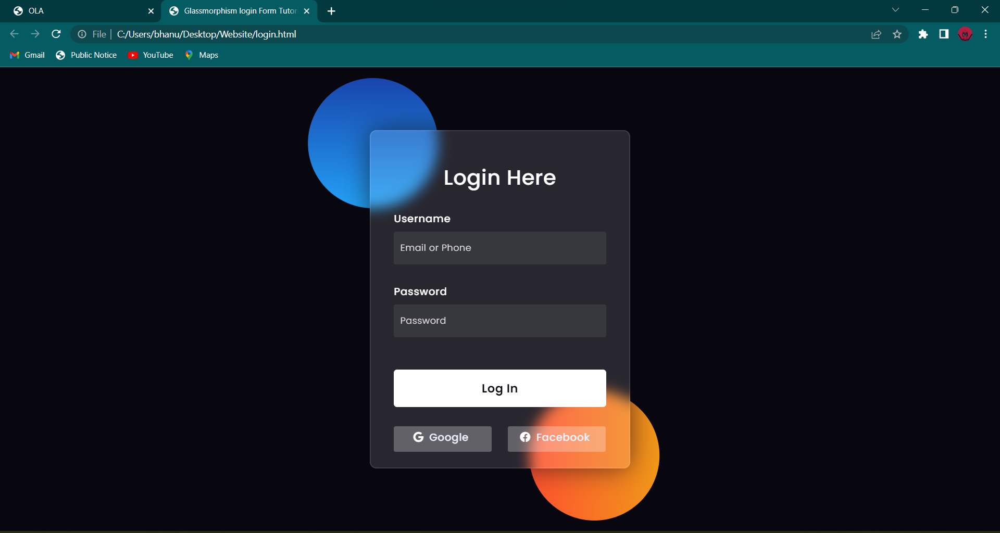 OLA
Glassmorphism login Form Tutori
File | C:/Users/bhanu/Desktop/Website/login.html
Gmail Public Notice YouTube Maps
Login Here
Username
Email or Phone
Password
Password
Log In
Google Facebook